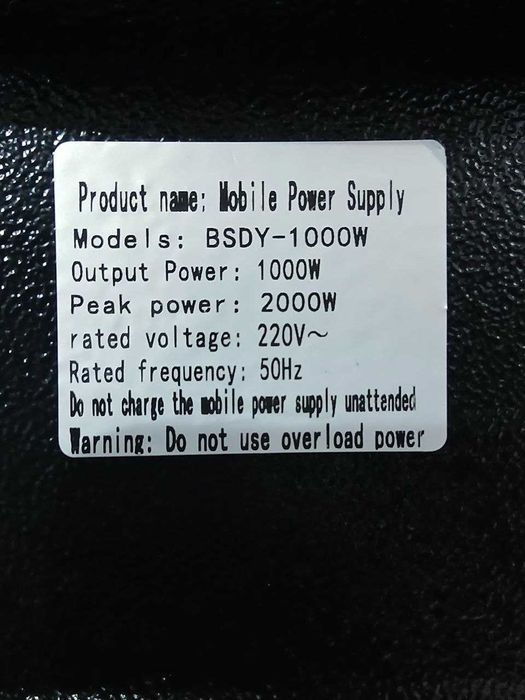 Product name: Mobile Power Supply
Models: BSDY-1000W
Output Power: 1000W
Peak power: 2000W
rated voltage: 220V～
Rated frequency: 50Hz
Do not charge the mobile power supply unattended
Warning: Do not use overload power